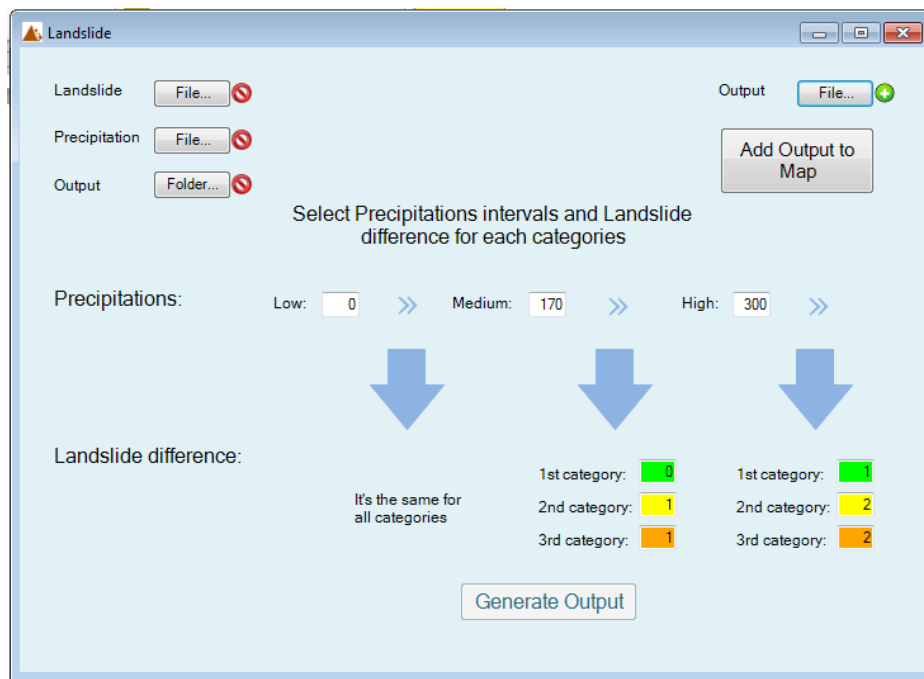 Landslide
Landslide File...
Output File...
Precipitation File...
Add Output to
Map
Output Folder...
Select Precipitations intervals and Landslide
difference for each categories
Precipitations: Low: 0 Medium: 170 High: 300
Landslide difference:
It's the same for
all categories
1st category: 0
2nd category: 1
3rd category: 1
1st category: 1
2nd category: 2
3rd category: 2
Generate Output